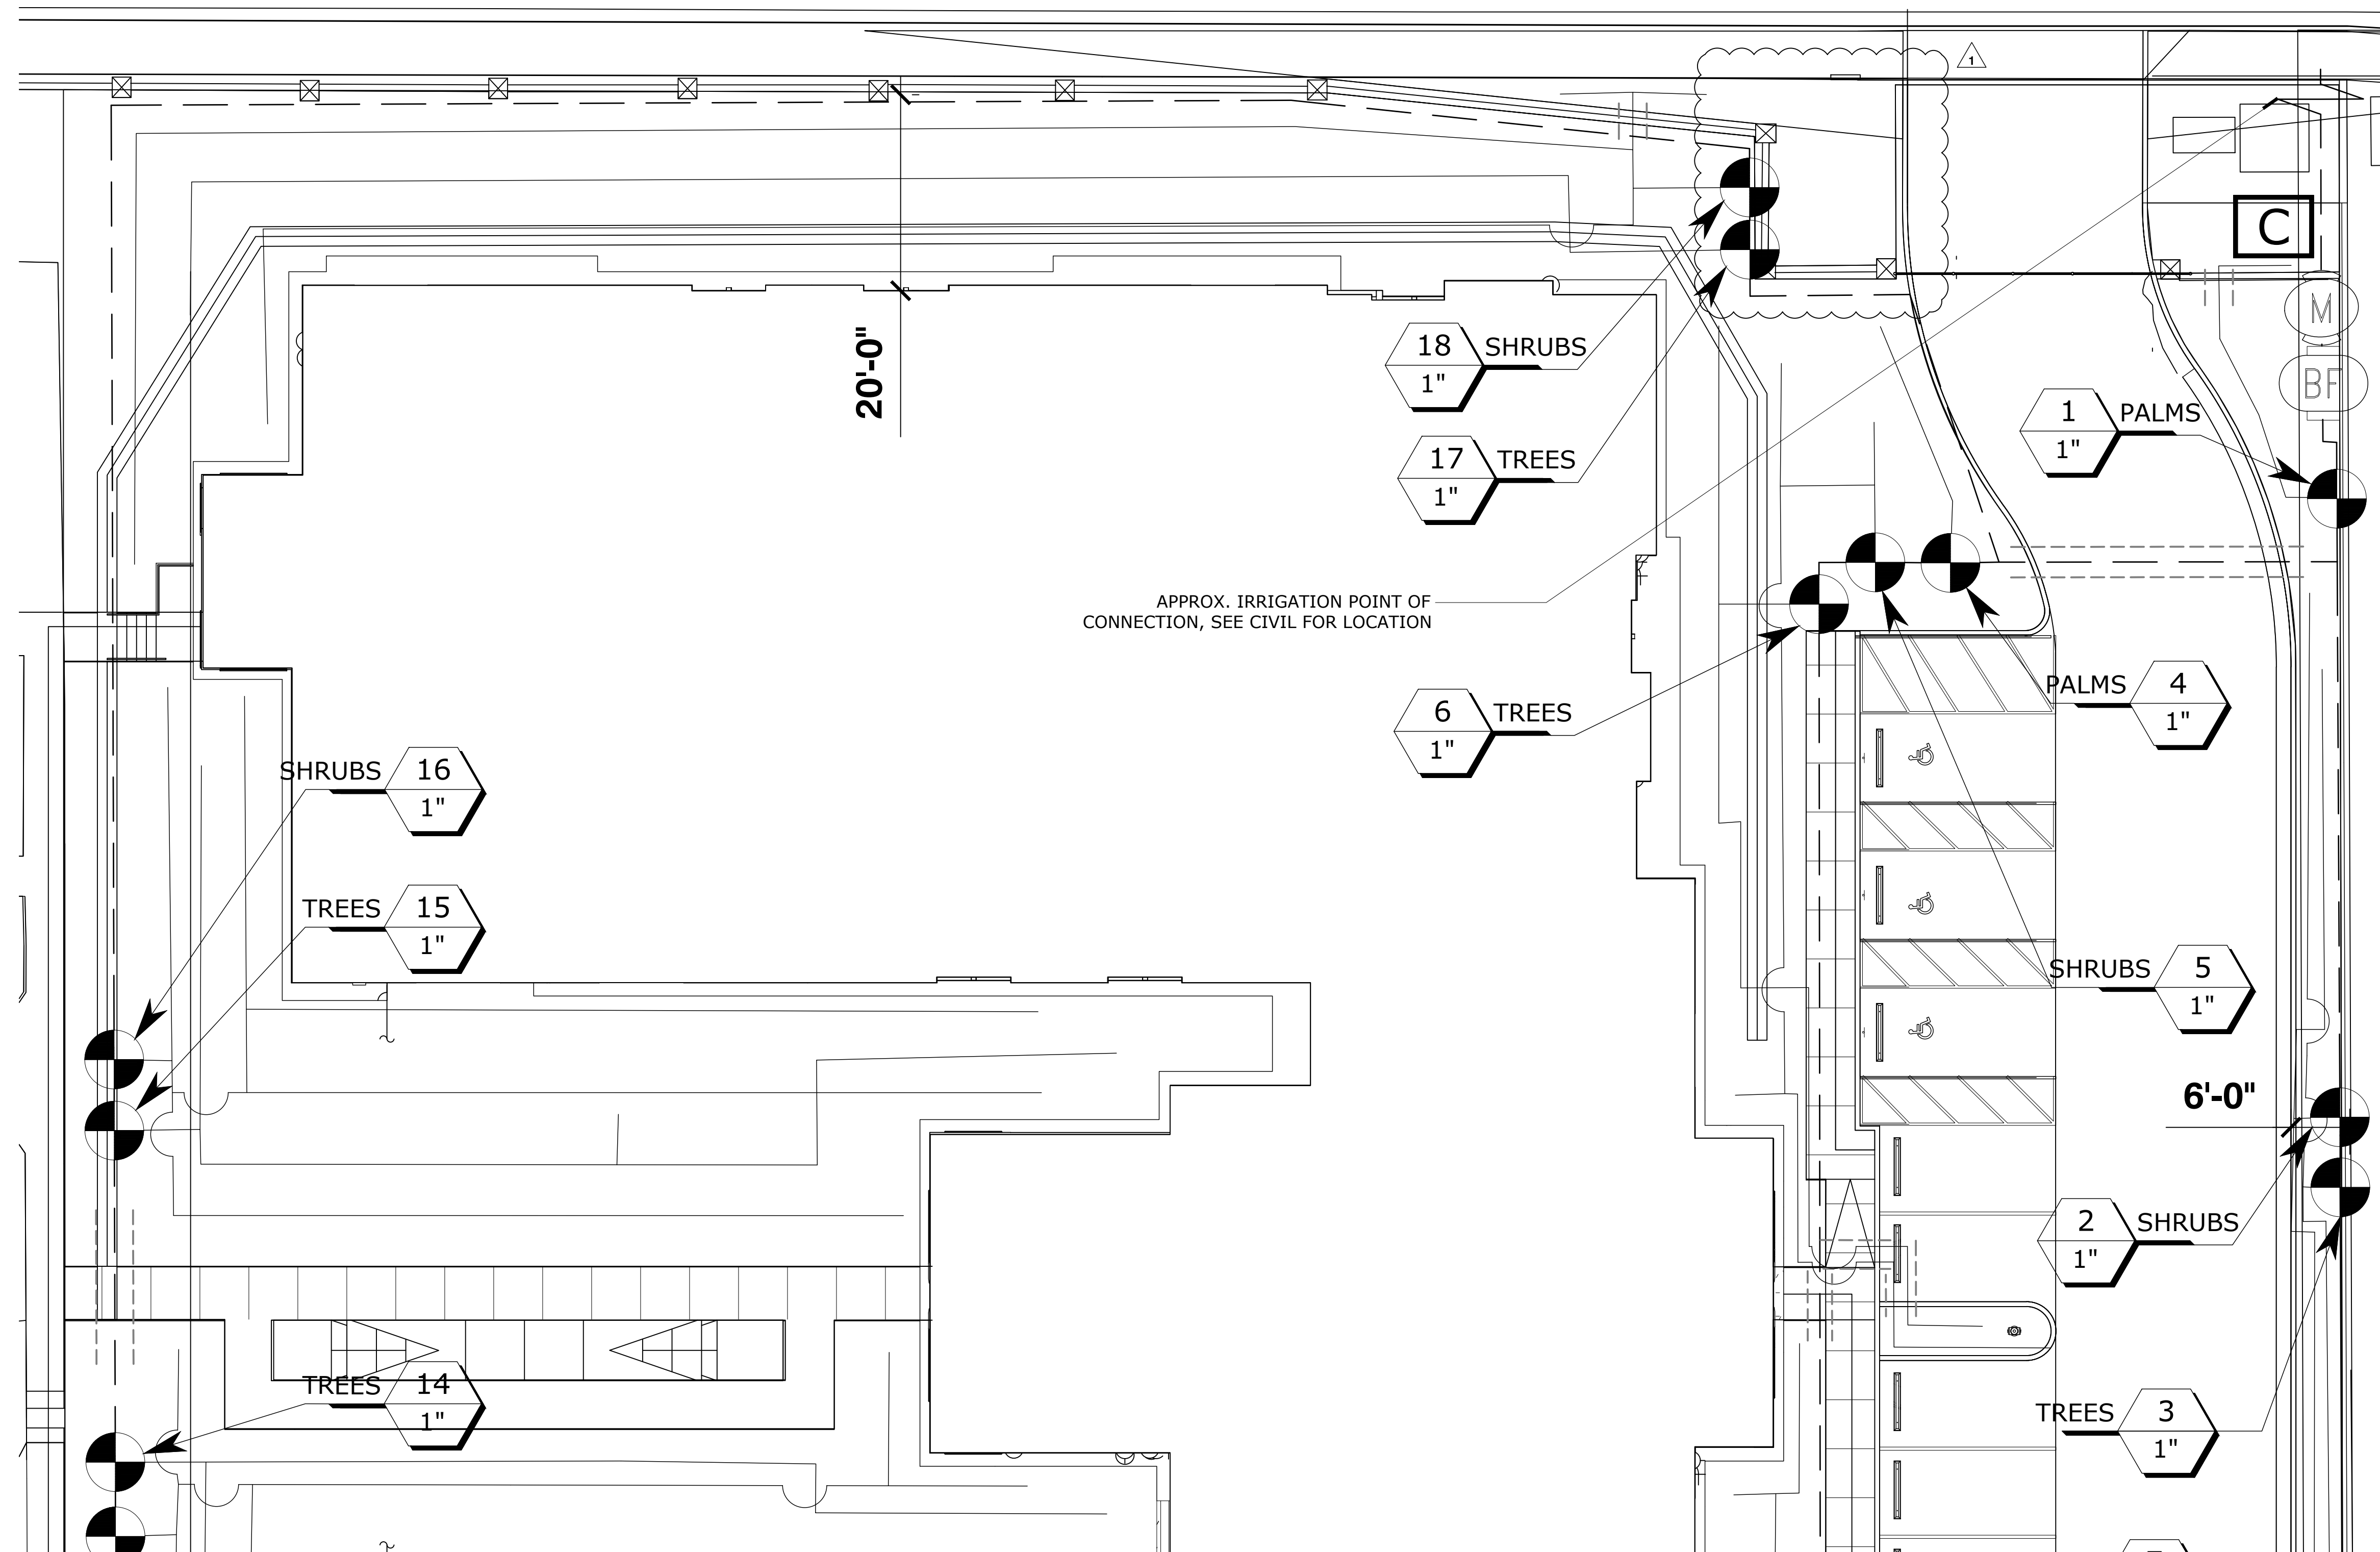 1
C
M
BF
20'-0"
18
SHRUBS
1"
17
TREES
1"
1
PALMS
1"
APPROX. IRRIGATION POINT OF
CONNECTION, SEE CIVIL FOR LOCATION
6
TREES
1"
PALMS
4
1"
SHRUBS
16
1"
TREES
15
1"
SHRUBS
5
1"
6'-0"
2
SHRUBS
1"
TREES
14
1"
TREES
3
1"